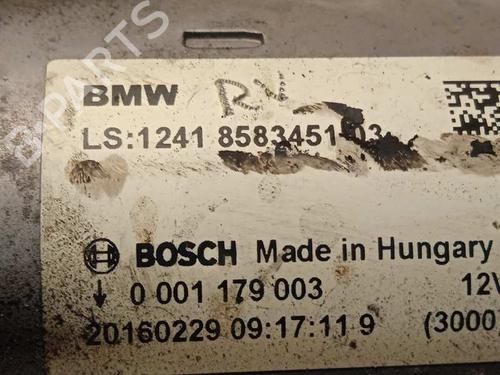 BMW
LS:1241 8583451-03
BOSCH Made in Hungary
0 001 179 003 12V
20160229 09:17:11 9 (3000)
PARTS